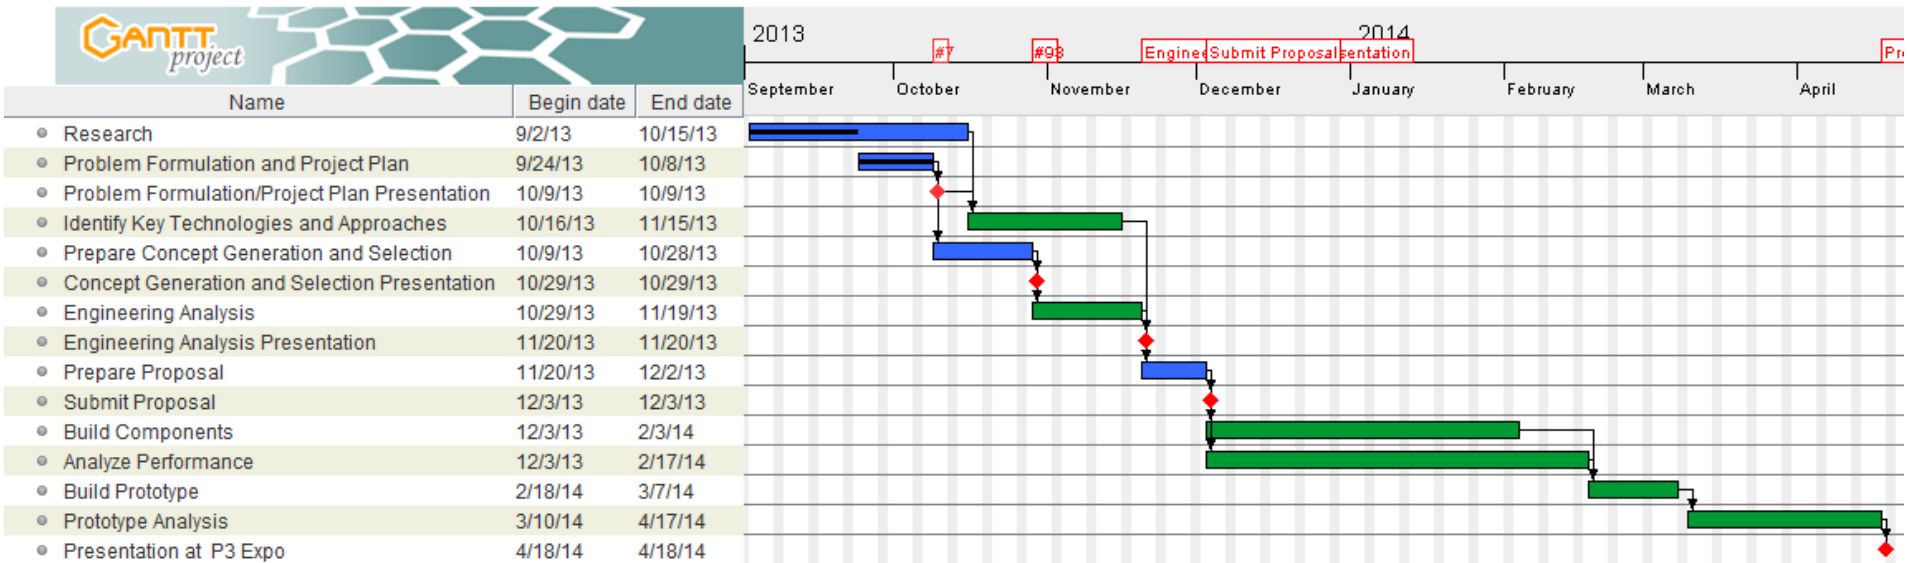 GANTT
project
2013
2014
#7
#93
Enginee
Submit Proposal
sentation
Pr
September October November December January February March April
Name Begin date End date
Research 9/2/13 10/15/13
Problem Formulation and Project Plan 9/24/13 10/8/13
Problem Formulation/Project Plan Presentation 10/9/13 10/9/13
Identify Key Technologies and Approaches 10/16/13 11/15/13
Prepare Concept Generation and Selection 10/9/13 10/28/13
Concept Generation and Selection Presentation 10/29/13 10/29/13
Engineering Analysis 10/29/13 11/19/13
Engineering Analysis Presentation 11/20/13 11/20/13
Prepare Proposal 11/20/13 12/2/13
Submit Proposal 12/3/13 12/3/13
Build Components 12/3/13 2/3/14
Analyze Performance 12/3/13 2/17/14
Build Prototype 2/18/14 3/7/14
Prototype Analysis 3/10/14 4/17/14
Presentation at P3 Expo 4/18/14 4/18/14